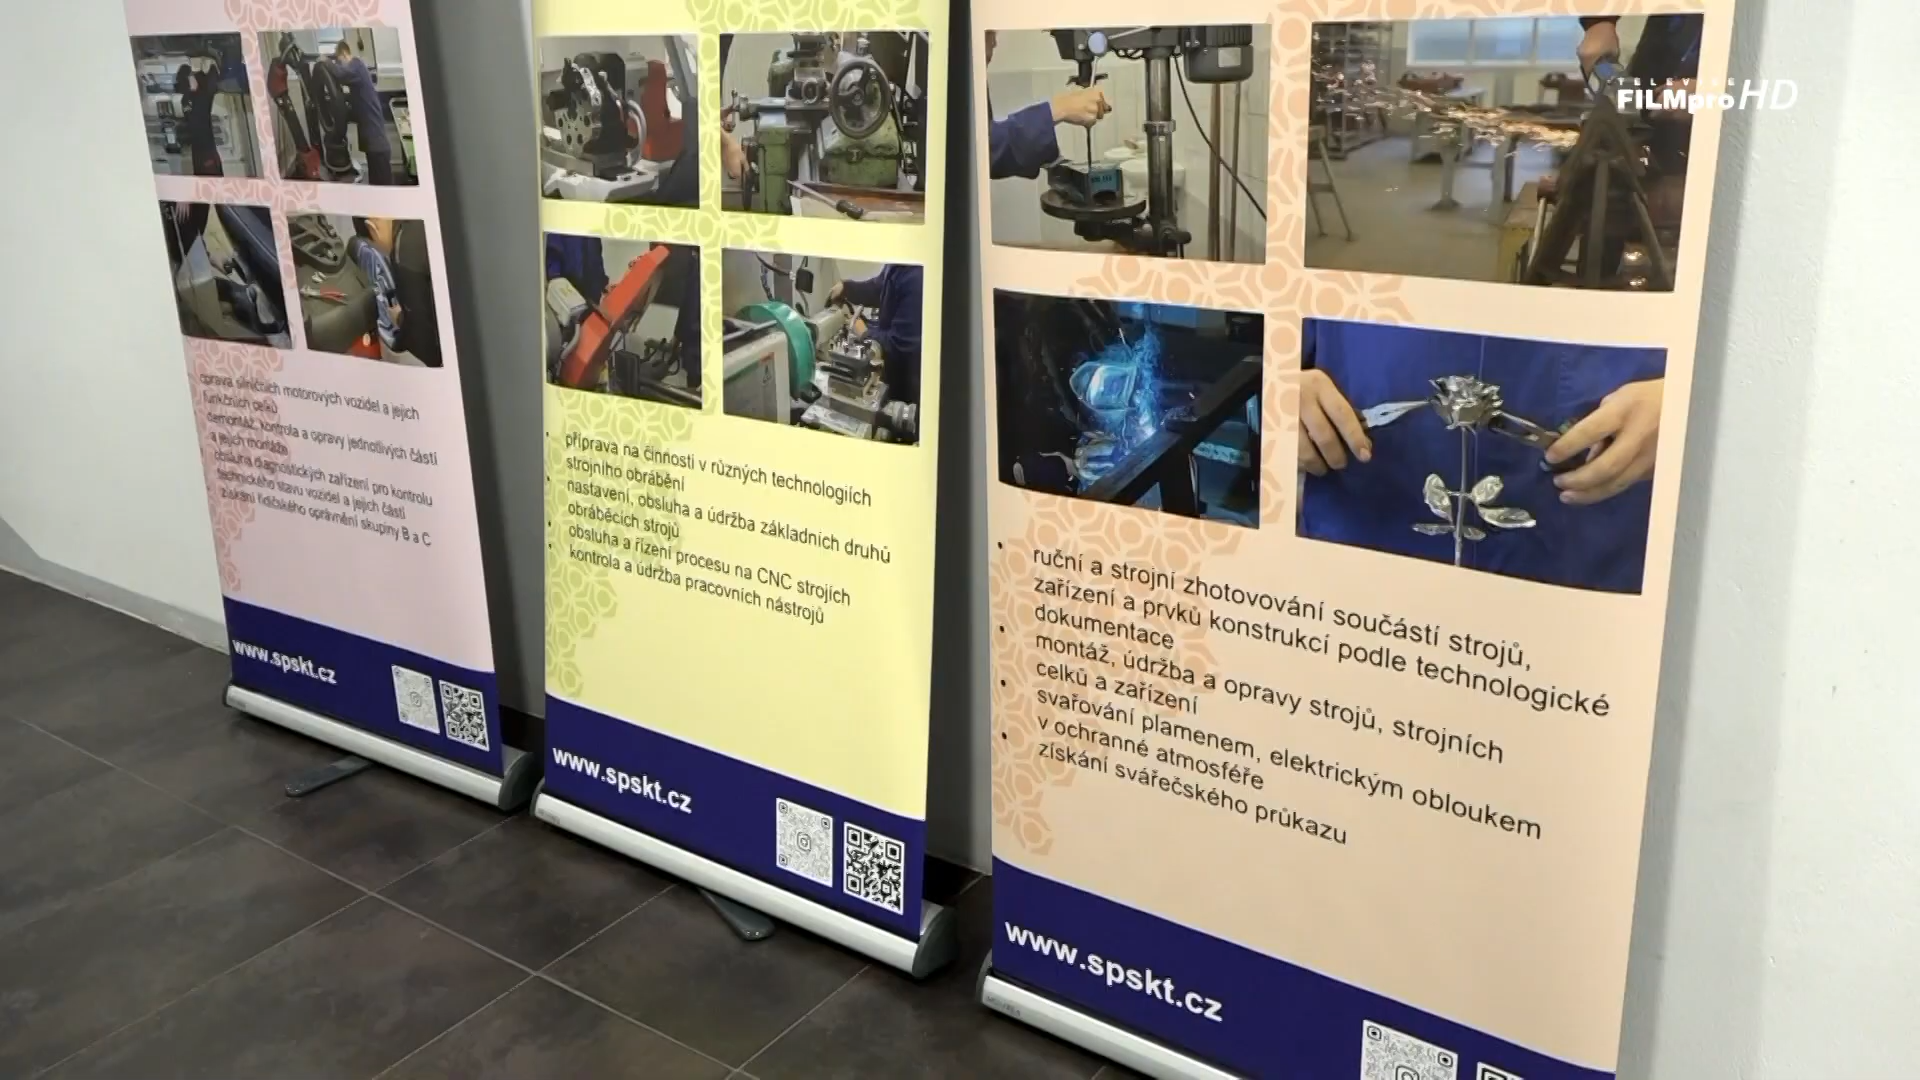 TELEVIZE
FILMpro HD
oprava silničních motorových vozidel a jejich
funkčních celků
demontáž, kontrola a opravy jednotlivých částí
a jejich montáže
obsluha diagnostických zařízení pro kontrolu
technického stavu vozidel a jejich částí
získání řidičského oprávnění skupiny B a C
www.spskt.cz
• příprava na činnosti v různých technologiích
strojního obrábění
• nastavení, obsluha a údržba základních druhů
obráběcích strojů
• obsluha a řízení procesu na CNC strojích
• kontrola a údržba pracovních nástrojů
www.spskt.cz
• ruční a strojní zhotovování součástí strojů,
zařízení a prvků konstrukcí podle technologické
dokumentace
• montáž, údržba a opravy strojů, strojních
celků a zařízení
• svařování plamenem, elektrickým obloukem
v ochranné atmosféře
• získání svářečského průkazu
www.spskt.cz